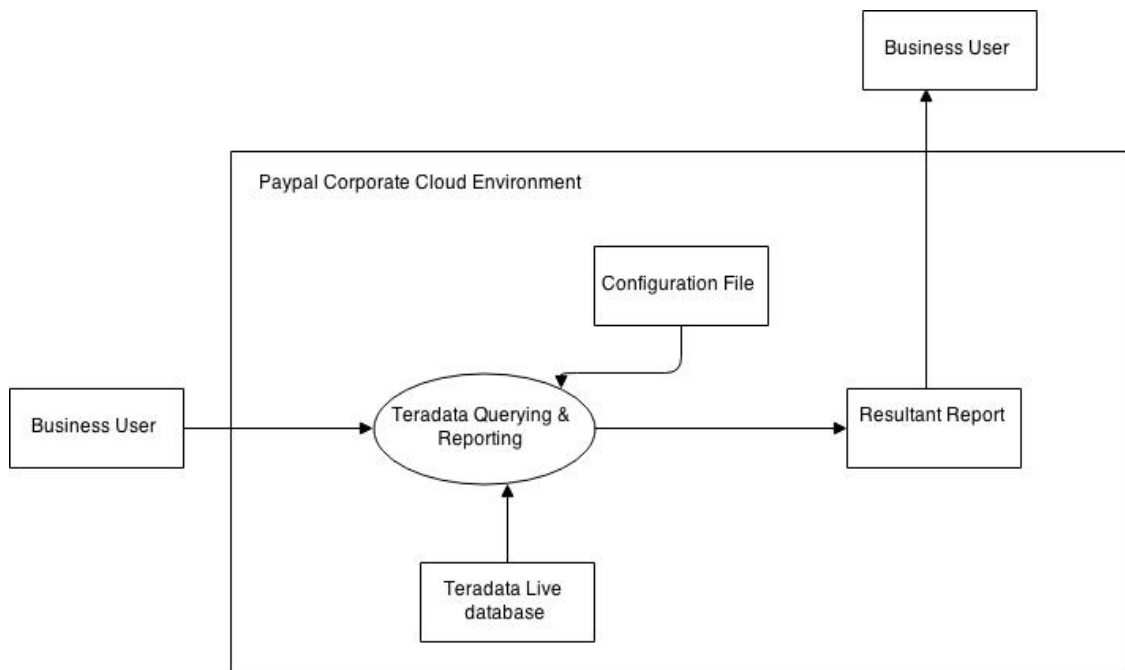 Business User
Paypal Corporate Cloud Environment
Configuration File
Business User
Teradata Querying &
Reporting
Resultant Report
Teradata Live
database